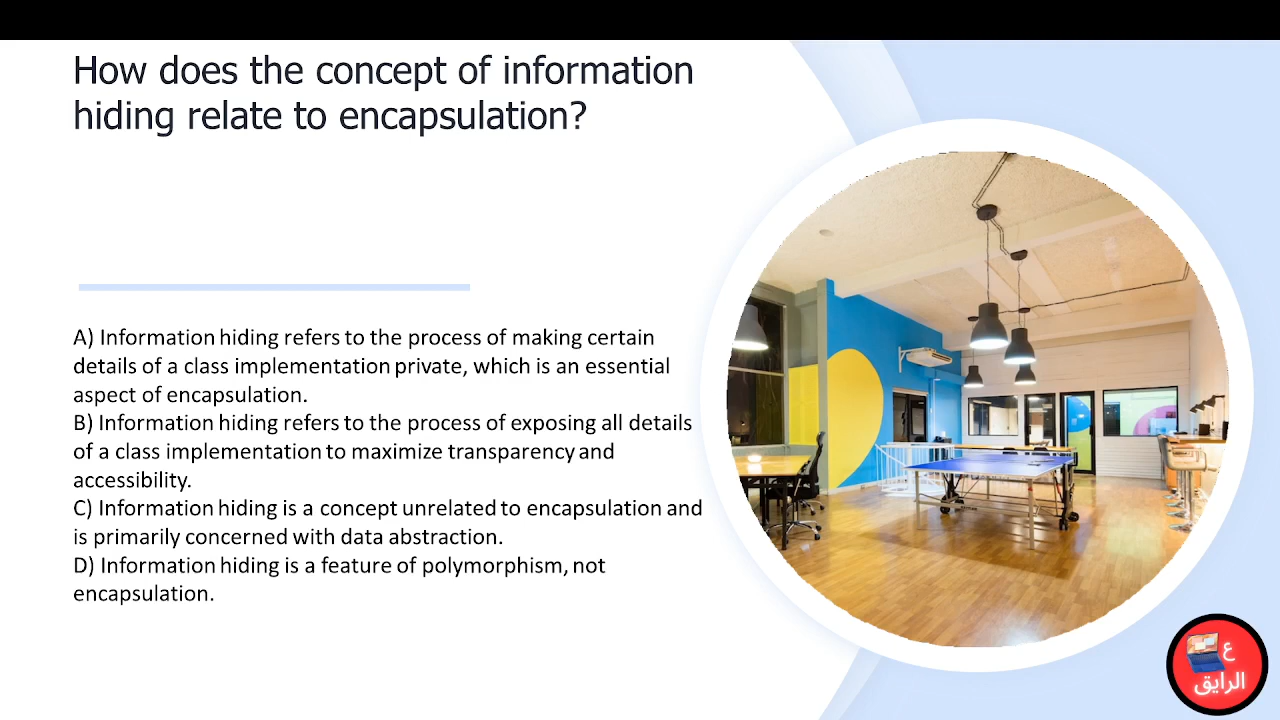 How does the concept of information
hiding relate to encapsulation?
A) Information hiding refers to the process of making certain
details of a class implementation private, which is an essential
aspect of encapsulation.
B) Information hiding refers to the process of exposing all details
of a class implementation to maximize transparency and
accessibility.
C) Information hiding is a concept unrelated to encapsulation and
is primarily concerned with data abstraction.
D) Information hiding is a feature of polymorphism, not
encapsulation.
ع
الرايق